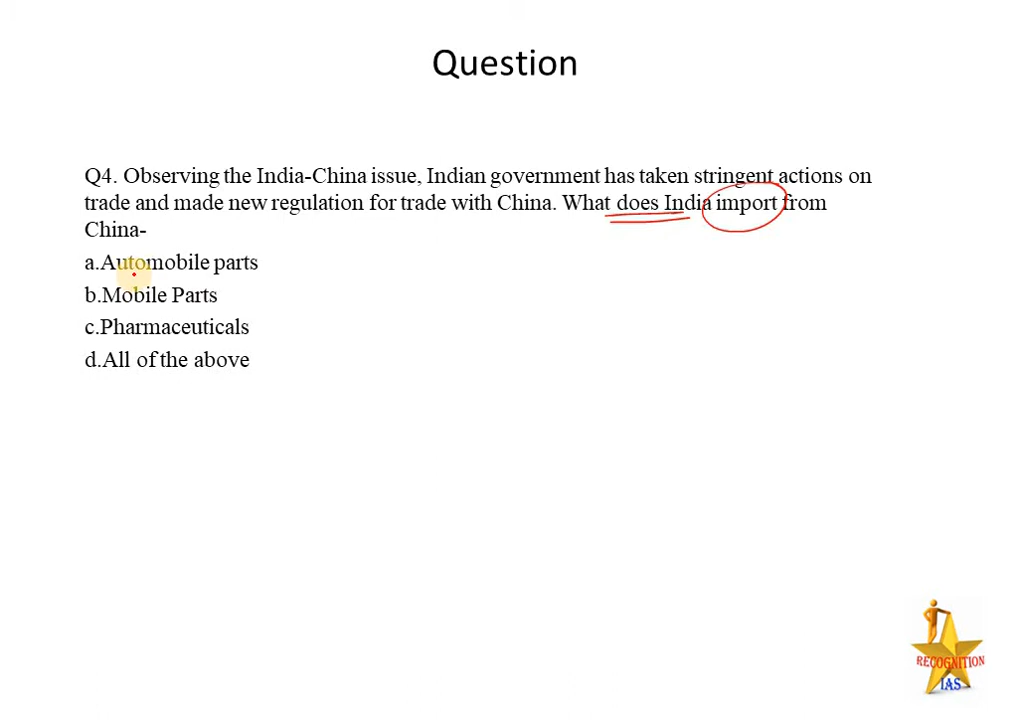 Question
Q4. Observing the India-China issue, Indian government has taken stringent actions on
trade and made new regulation for trade with China. What does India import from
China-
a.Automobile parts
b.Mobile Parts
c.Pharmaceuticals
d.All of the above
RECOGNITION
IAS